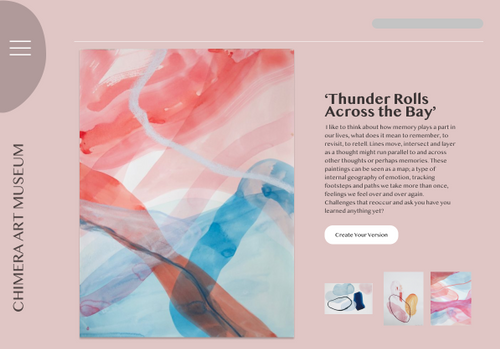 CHIMERA ART MUSEUM
‘Thunder Rolls
Across the Bay’
I like to think about how memory plays a part in
our lives, what does it mean to remember, to
revisit, to retell. Lines move, intersect and layer
as a thought might run parallel to and across
other thoughts or perhaps memories. These
paintings can be seen as a map; a type of
internal geography of emotion, tracking
footsteps and paths we take more than once,
feelings we feel over and over again.
Challenges that reoccur and ask you have you
learned anything yet?
Create Your Version